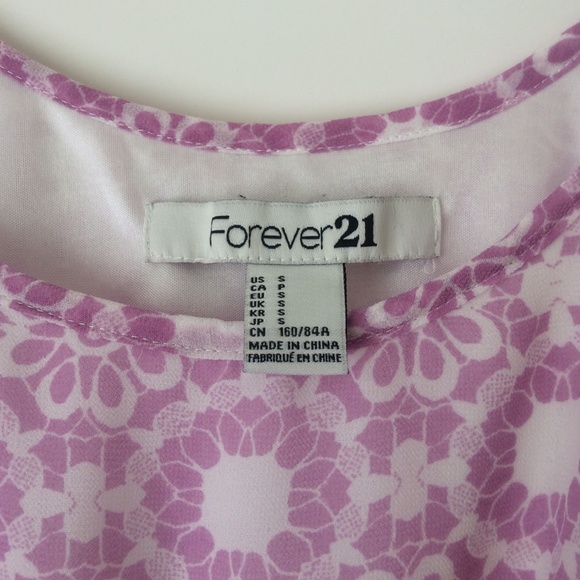 Forever21
US S
CA P
EU S
UK S
KR S
JP S
CN 160/84A
MADE IN CHINA
FABRIQUÉ EN CHINE